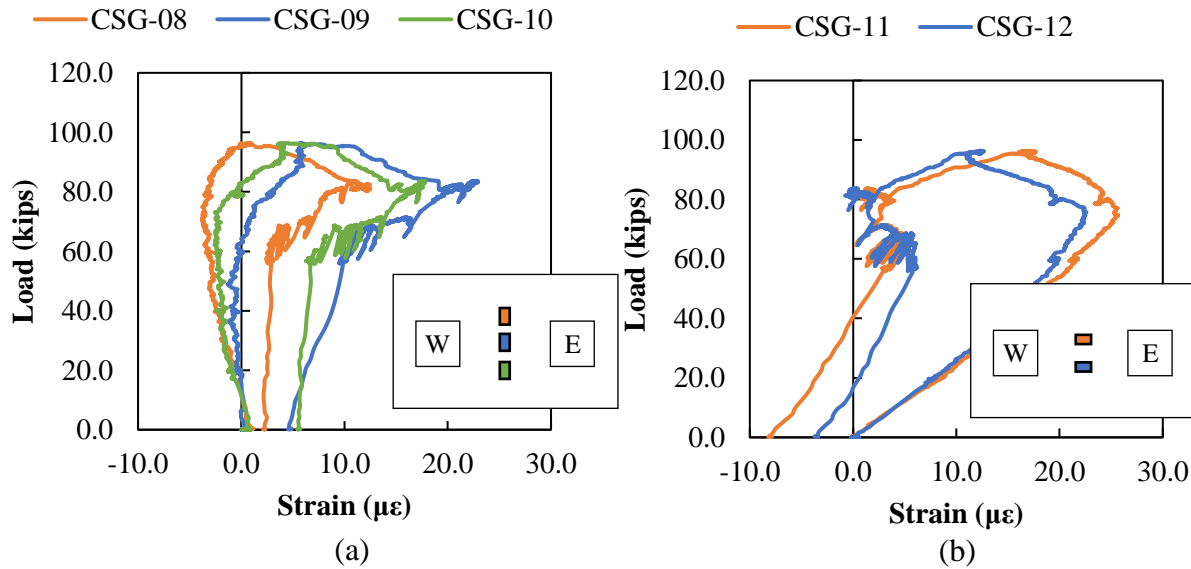 CSG-08 CSG-09 CSG-10
120.0
100.0
80.0
60.0
40.0
20.0
0.0
-10.0 0.0 10.0 20.0 30.0
Load (kips)
Strain (με)
W E
(a)
CSG-11 CSG-12
120.0
100.0
80.0
60.0
40.0
20.0
0.0
-10.0 0.0 10.0 20.0 30.0
Load (kips)
Strain (με)
W E
(b)